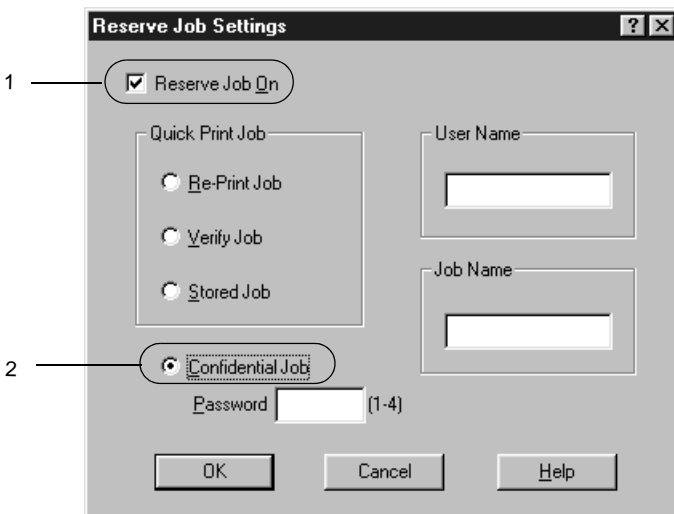 Reserve Job Settings
1
Reserve Job On
Quick Print Job
Re-Print Job
Verify Job
Stored Job
User Name
Job Name
2
Confidential Job
Password (1-4)
OK Cancel Help